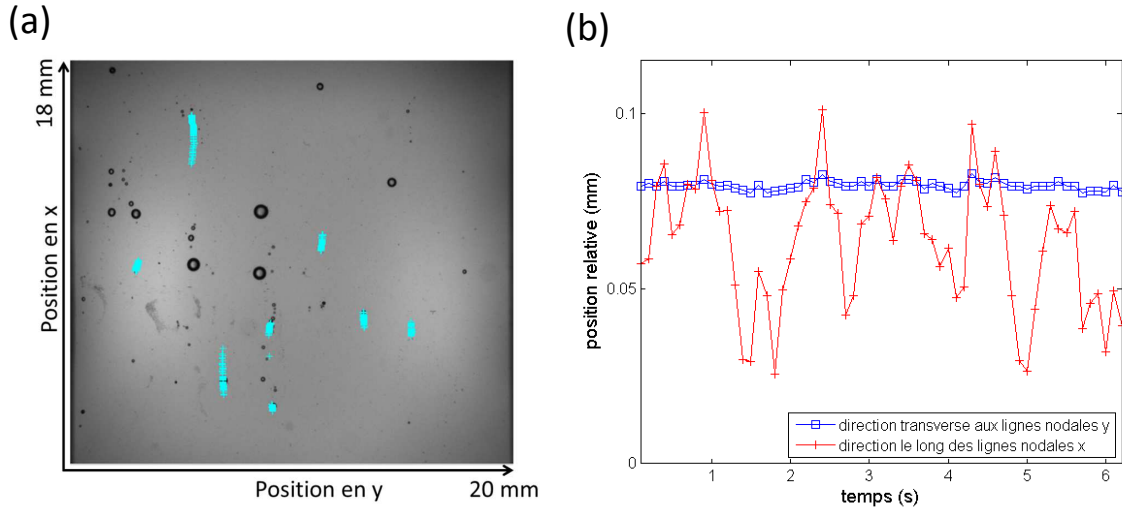 (a)
18 mm
Position en x
Position en y
20 mm
(b)
position relative (mm)
0.1
0.05
0
1
2
3
4
5
6
temps (s)
direction transverse aux lignes nodales y
direction le long des lignes nodales x